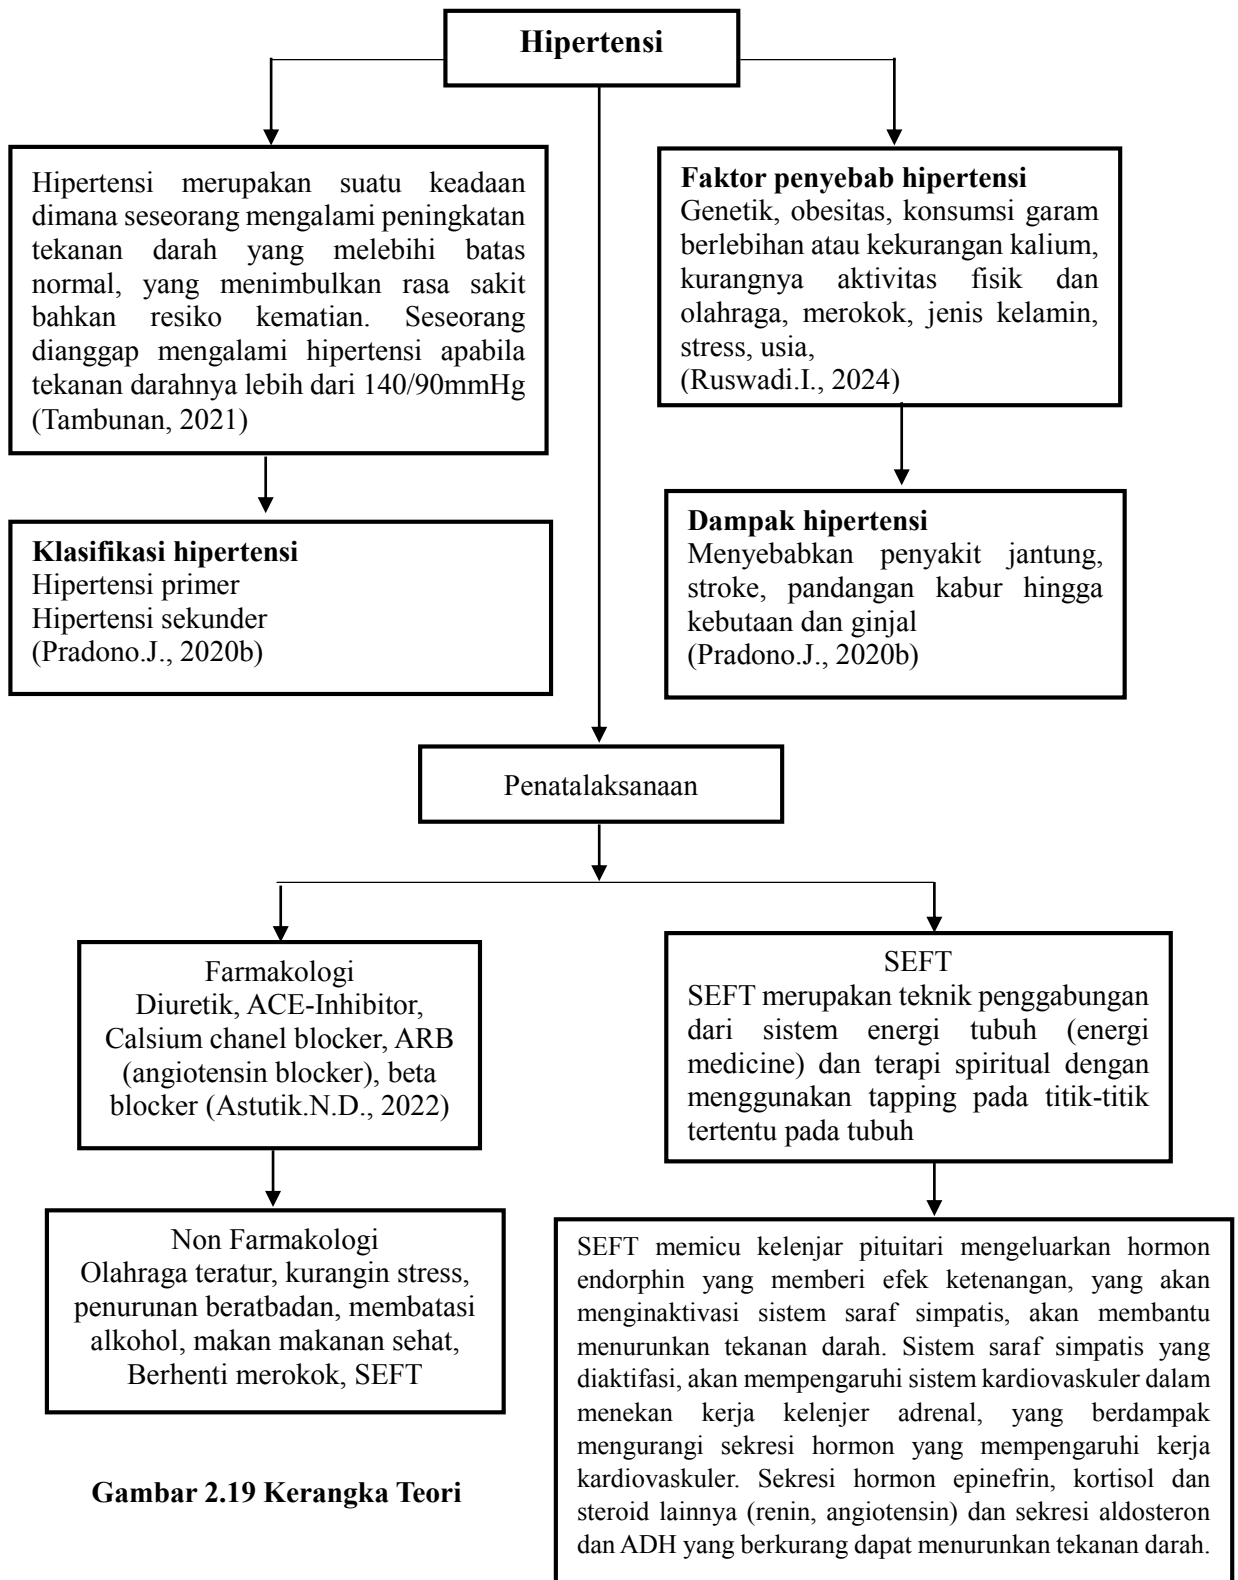 Hipertensi
Hipertensi merupakan suatu keadaan
dimana seseorang mengalami peningkatan
tekanan darah yang melebihi batas
normal, yang menimbulkan rasa sakit
bahkan resiko kematian. Seseorang
dianggap mengalami hipertensi apabila
tekanan darahnya lebih dari 140/90mmHg
(Tambunan, 2021)
Faktor penyebab hipertensi
Genetik, obesitas, konsumsi garam
berlebihan atau kekurangan kalium,
kurangnya aktivitas fisik dan
olahraga, merokok, jenis kelamin,
stress, usia,
(Ruswadi.I., 2024)
Klasifikasi hipertensi
Hipertensi primer
Hipertensi sekunder
(Pradono.J., 2020b)
Dampak hipertensi
Menyebabkan penyakit jantung,
stroke, pandangan kabur hingga
kebutaan dan ginjal
(Pradono.J., 2020b)
Penatalaksanaan
Farmakologi
Diuretik, ACE-Inhibitor,
Calsium chanel blocker, ARB
(angiotensin blocker), beta
blocker (Astutik.N.D., 2022)
SEFT
SEFT merupakan teknik penggabungan
dari sistem energi tubuh (energi
medicine) dan terapi spiritual dengan
menggunakan tapping pada titik-titik
tertentu pada tubuh
Non Farmakologi
Olahraga teratur, kurangin stress,
penurunan beratbadan, membatasi
alkohol, makan makanan sehat,
Berhenti merokok, SEFT
SEFT memicu kelenjar pituitari mengeluarkan hormon
endorphin yang memberi efek ketenangan, yang akan
menginaktivasi sistem saraf simpatis, akan membantu
menurunkan tekanan darah. Sistem saraf simpatis yang
diaktifasi, akan mempengaruhi sistem kardiovaskuler dalam
menekan kerja kelenjer adrenal, yang berdampak
mengurangi sekresi hormon yang mempengaruhi kerja
kardiovaskuler. Sekresi hormon epinefrin, kortisol dan
steroid lainnya (renin, angiotensin) dan sekresi aldosteron
dan ADH yang berkurang dapat menurunkan tekanan darah.
Gambar 2.19 Kerangka Teori